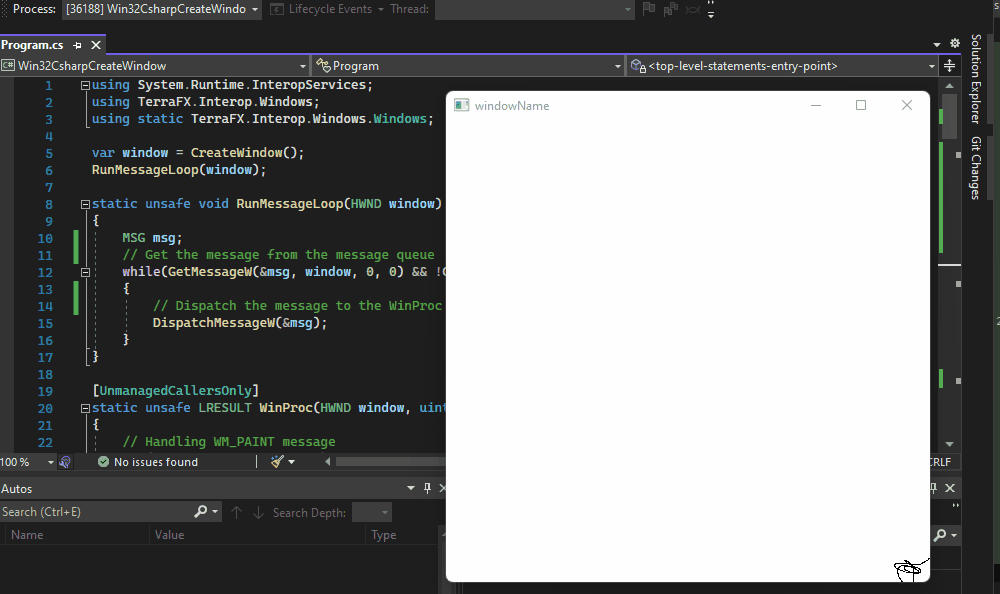 Process: [36188] Win32CsharpCreateWindo Lifecycle Events Thread:
Program.cs
Win32CsharpCreateWindow Program <top-level-statements-entry-point>
1 using System.Runtime.InteropServices;
2 using TerraFX.Interop.Windows;
3 using static TerraFX.Interop.Windows.Windows;
4
5 var window = CreateWindow();
6 RunMessageLoop(window);
7
8 static unsafe void RunMessageLoop(HWND window)
9 {
10 MSG msg;
11 // Get the message from the message queue
12 while(GetMessageW(&msg, window, 0, 0) && !
13 {
14 // Dispatch the message to the WinProc
15 DispatchMessageW(&msg);
16 }
17 }
18
19 [UnmanagedCallersOnly]
20 static unsafe LRESULT WinProc(HWND window, uint
21 {
22 // Handling WM_PAINT message
windowName
Solution Explorer
Git Changes
100 % No issues found CRLF
Autos
Search (Ctrl+E) Search Depth:
Name Value Type